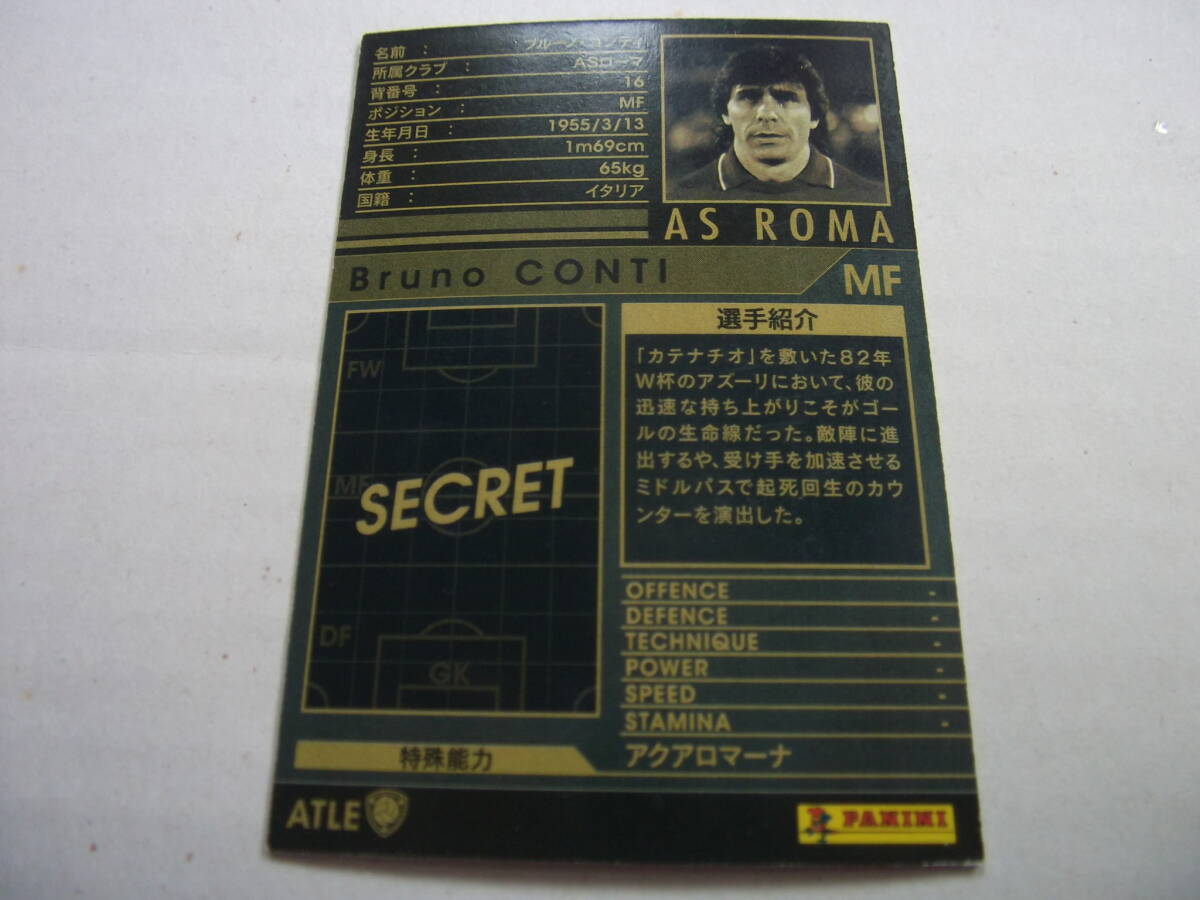 名前 : ブルーノ・コンティ
所属クラブ : ASローマ
背番号 : 16
ポジション : MF
生年月日 : 1955/3/13
身長 : 1m69cm
体重 : 65kg
国籍 : イタリア
AS ROMA
Bruno CONTI
MF
FW
MF
SECRET
DF
GK
選手紹介
「カテナチオ」を敷いた82年
W杯のアズーリにおいて、彼の
迅速な持ち上がりこそがゴー
ルの生命線だった。敵陣に進
出するや、受け手を加速させる
ミドルパスで起死回生のカウ
ンターを演出した。
OFFENCE -
DEFENCE -
TECHNIQUE -
POWER -
SPEED -
STAMINA -
特殊能力 アクアロマーナ
ATLE
PANINI